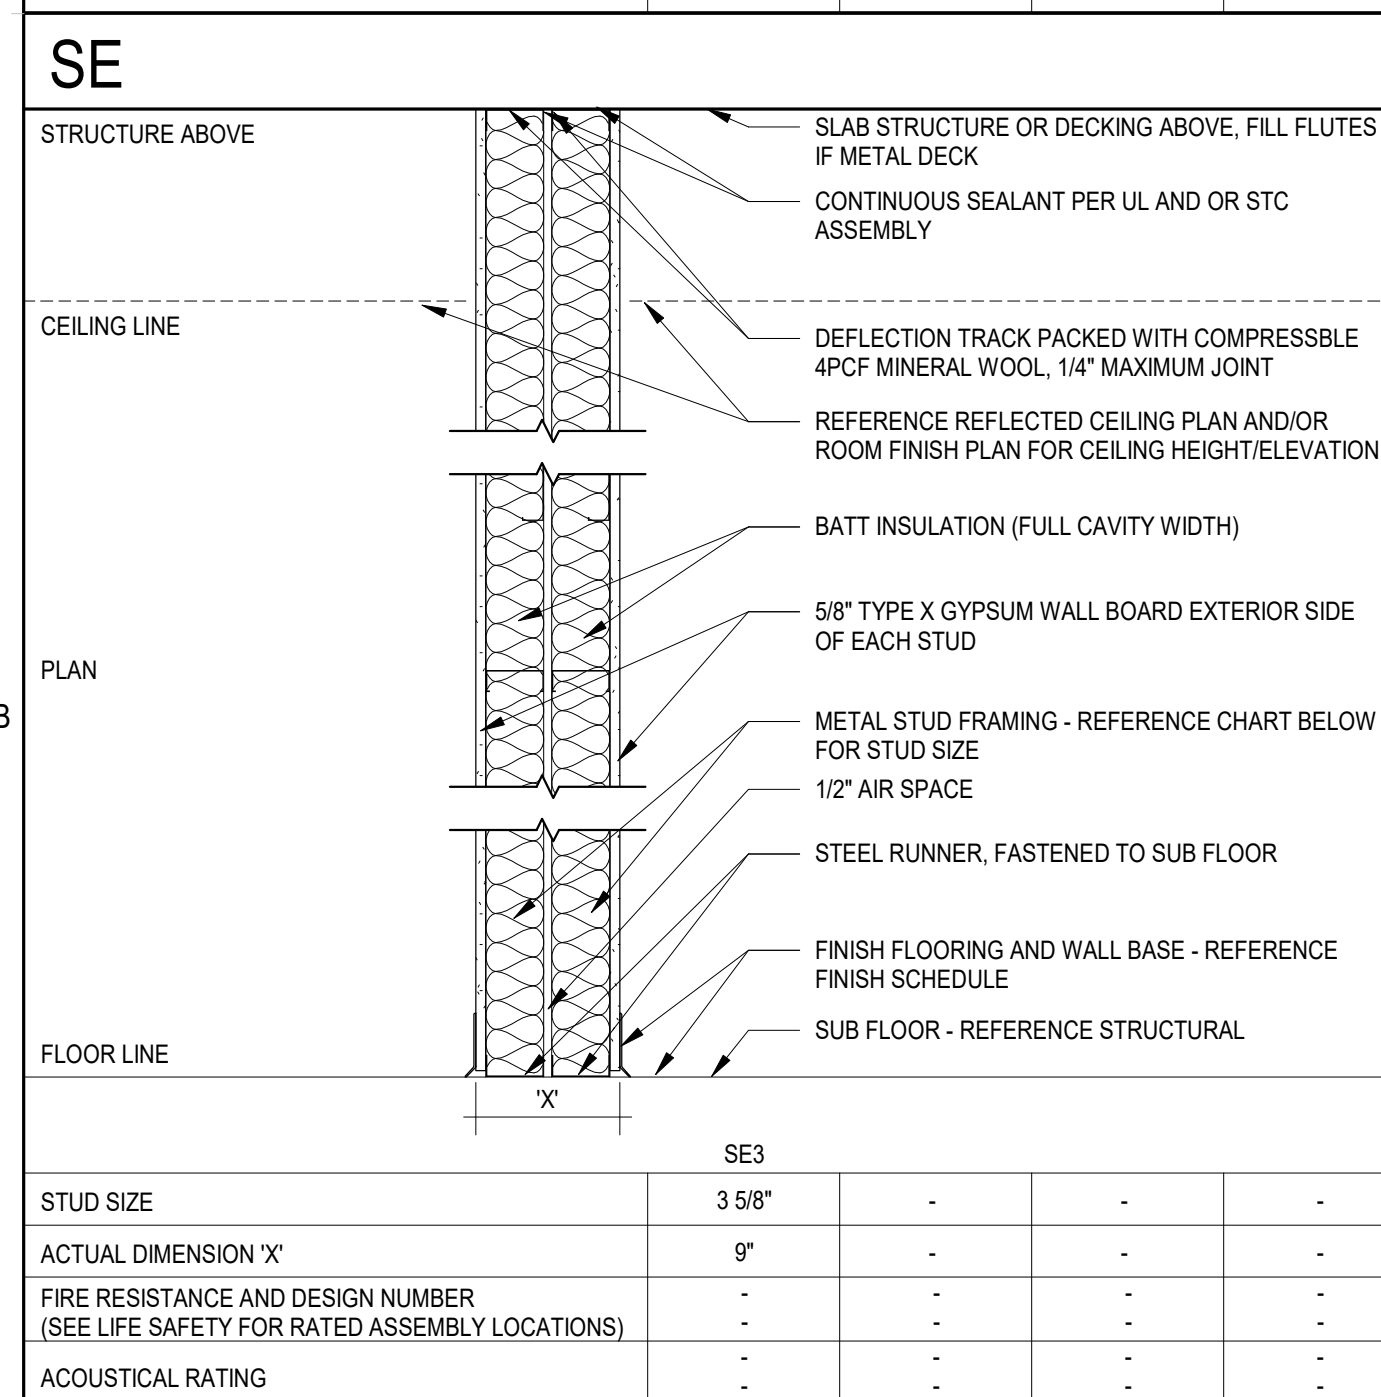 SE
STRUCTURE ABOVE
SLAB STRUCTURE OR DECKING ABOVE, FILL FLUTES
IF METAL DECK
CONTINUOUS SEALANT PER UL AND OR STC
ASSEMBLY
CEILING LINE
DEFLECTION TRACK PACKED WITH COMPRESSBLE
4PCF MINERAL WOOL, 1/4" MAXIMUM JOINT
REFERENCE REFLECTED CEILING PLAN AND/OR
ROOM FINISH PLAN FOR CEILING HEIGHT/ELEVATION
BATT INSULATION (FULL CAVITY WIDTH)
5/8" TYPE X GYPSUM WALL BOARD EXTERIOR SIDE
OF EACH STUD
PLAN
METAL STUD FRAMING - REFERENCE CHART BELOW
FOR STUD SIZE
1/2" AIR SPACE
STEEL RUNNER, FASTENED TO SUB FLOOR
FINISH FLOORING AND WALL BASE - REFERENCE
FINISH SCHEDULE
SUB FLOOR - REFERENCE STRUCTURAL
FLOOR LINE
'X'
SE3
STUD SIZE 3 5/8" - - -
ACTUAL DIMENSION 'X' 9" - - -
FIRE RESISTANCE AND DESIGN NUMBER - - - -
(SEE LIFE SAFETY FOR RATED ASSEMBLY LOCATIONS) - - - -
ACOUSTICAL RATING - - - -
- - - -